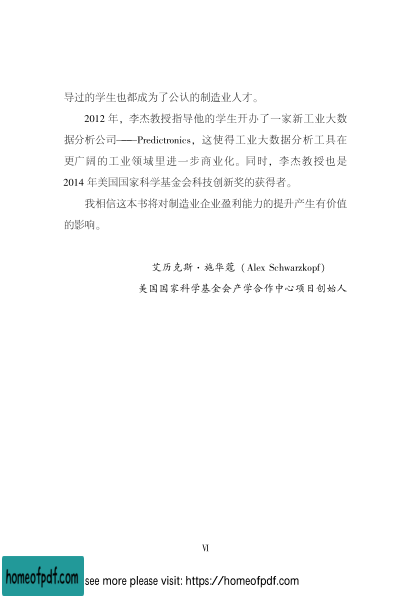 导过的学生也都成为了公认的制造业人才。
2012 年，李杰教授指导他的学生开办了一家新工业大数
据分析公司——Predictronics，这使得工业大数据分析工具在
更广阔的工业领域里进一步商业化。同时，李杰教授也是
2014 年美国国家科学基金会科技创新奖的获得者。
我相信这本书将对制造业企业盈利能力的提升产生有价值
的影响。
艾历克斯·施华蔻（Alex Schwarzkopf）
美国国家科学基金会产学合作中心项目创始人
VI
homeofpdf.com
see more please visit: https://homeofpdf.com